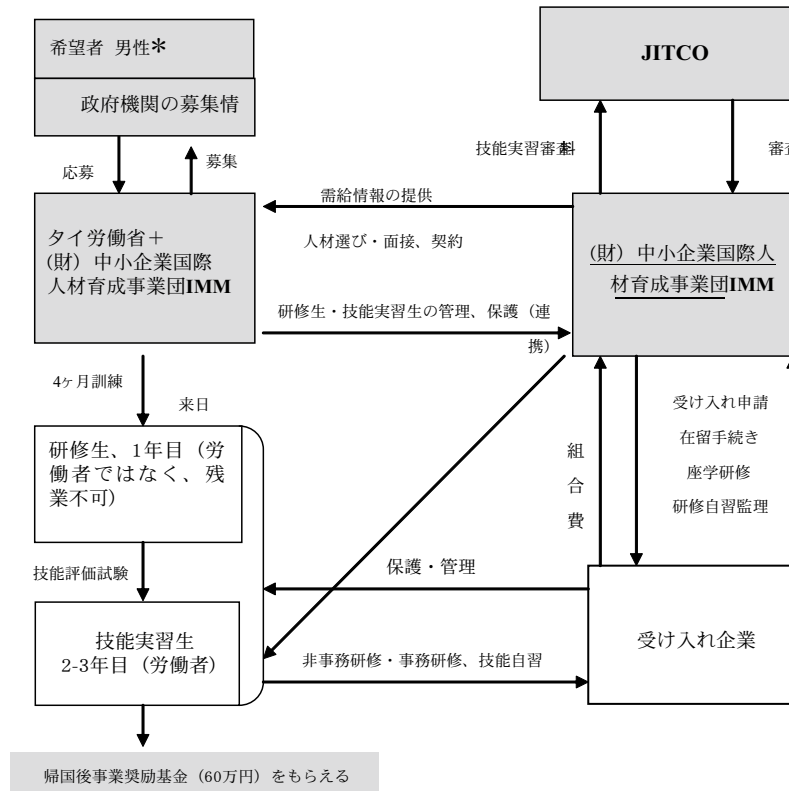 希望者 男性*
政府機関の募集情
JITCO
応募
募集
技能実習審査
審査
タイ労働省+
(財)中小企業国際
人材育成事業団IMM
需給情報の提供
人材選び・面接、契約
(財)中小企業国際人
材育成事業団IMM
研修生・技能実習生の管理、保護(連
携)
4ヶ月訓練
来日
研修生、1年目(労
働者ではなく、残
業不可)
組
合
費
受け入れ申請
在留手続き
座学研修
研修自習監理
技能評価試験
保護・管理
技能実習生
2-3年目(労働者)
非事務研修・事務研修、技能自習
受け入れ企業
帰国後事業奨励基金(60万円)をもらえる